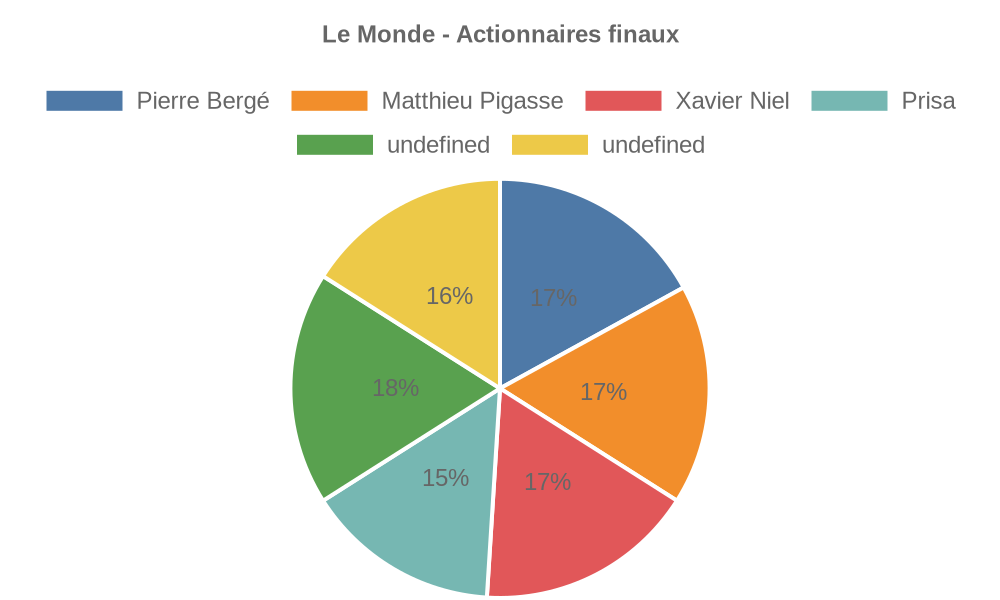 Le Monde - Actionnaires finaux
Pierre Bergé Matthieu Pigasse Xavier Niel Prisa
undefined undefined
16% 17%
18% 17%
15% 17%